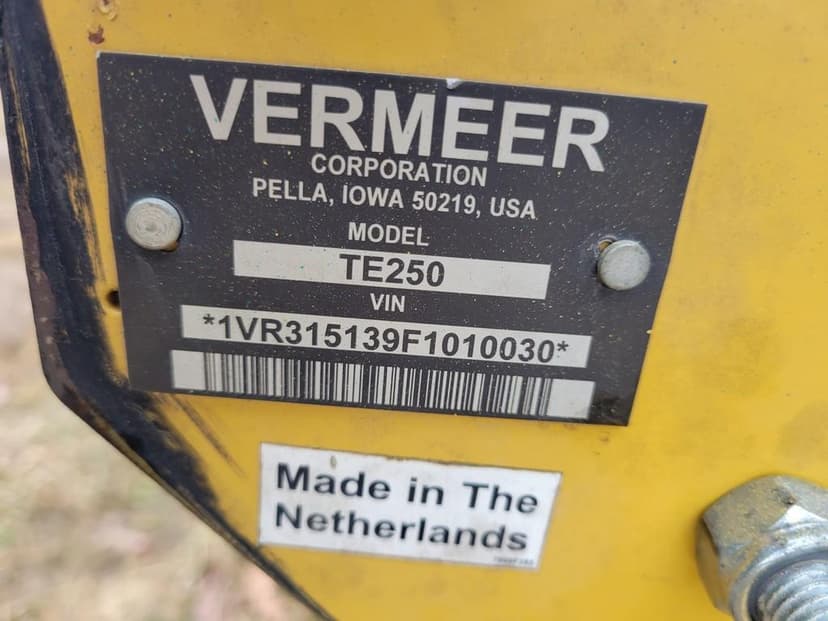 VERMEER
CORPORATION
PELLA, IOWA 50219, USA
MODEL
TE250
VIN
*1VR315139F1010030*
Made in The
Netherlands